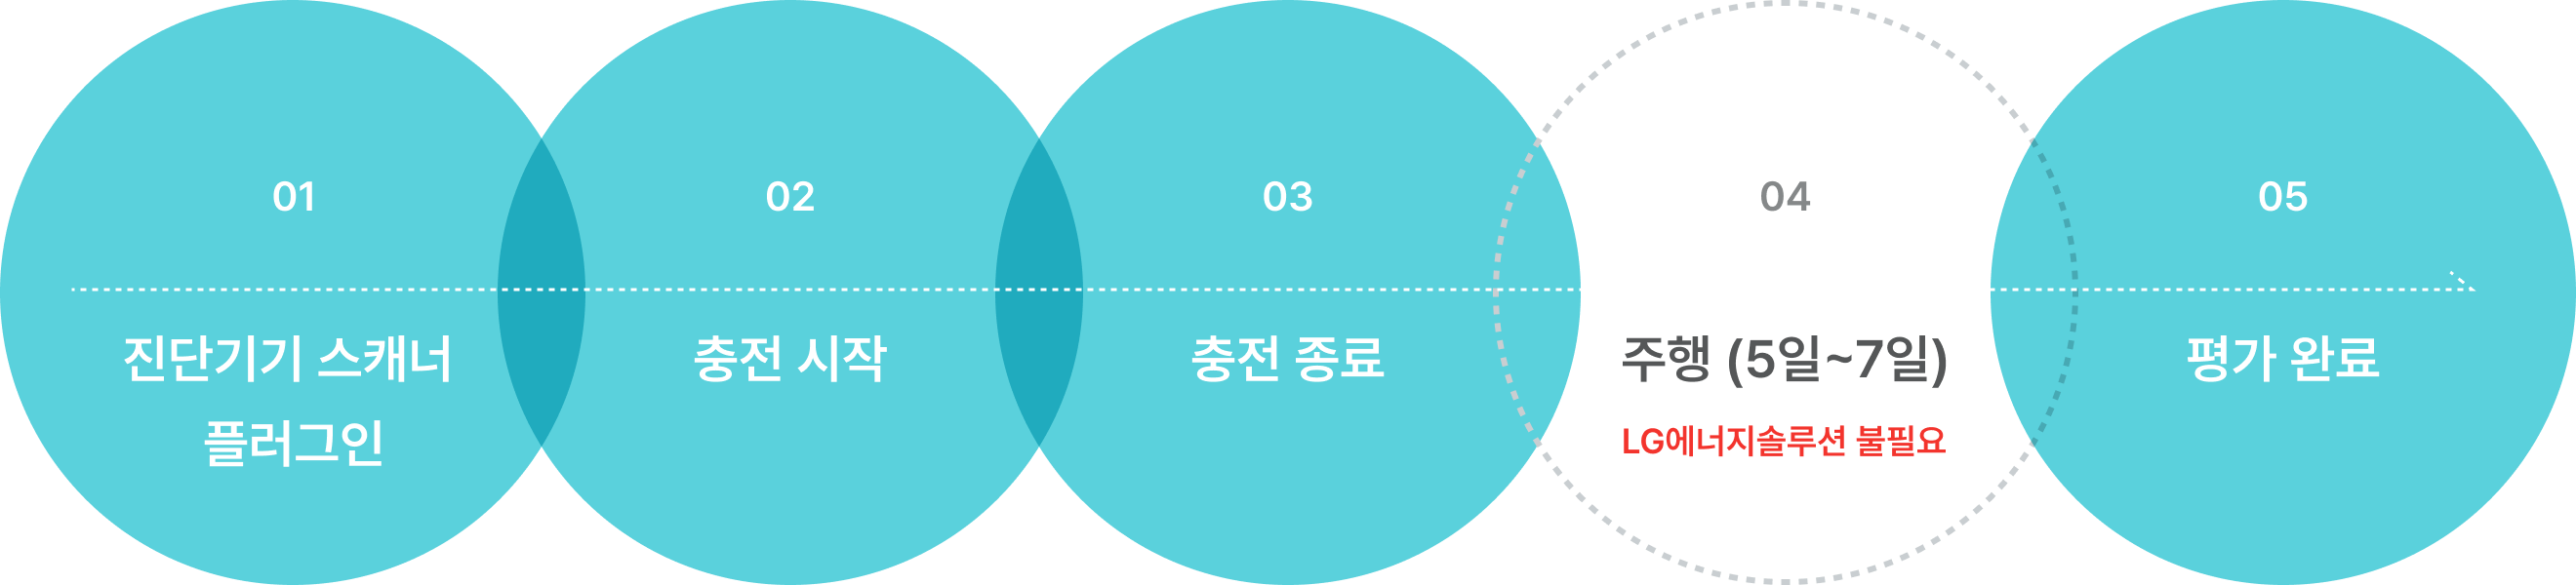 01
진단기기 스캐너
플러그인
02
충전 시작
03
충전 종료
04
주행 (5일~7일)
LG에너지솔루션 불필요
05
평가 완료